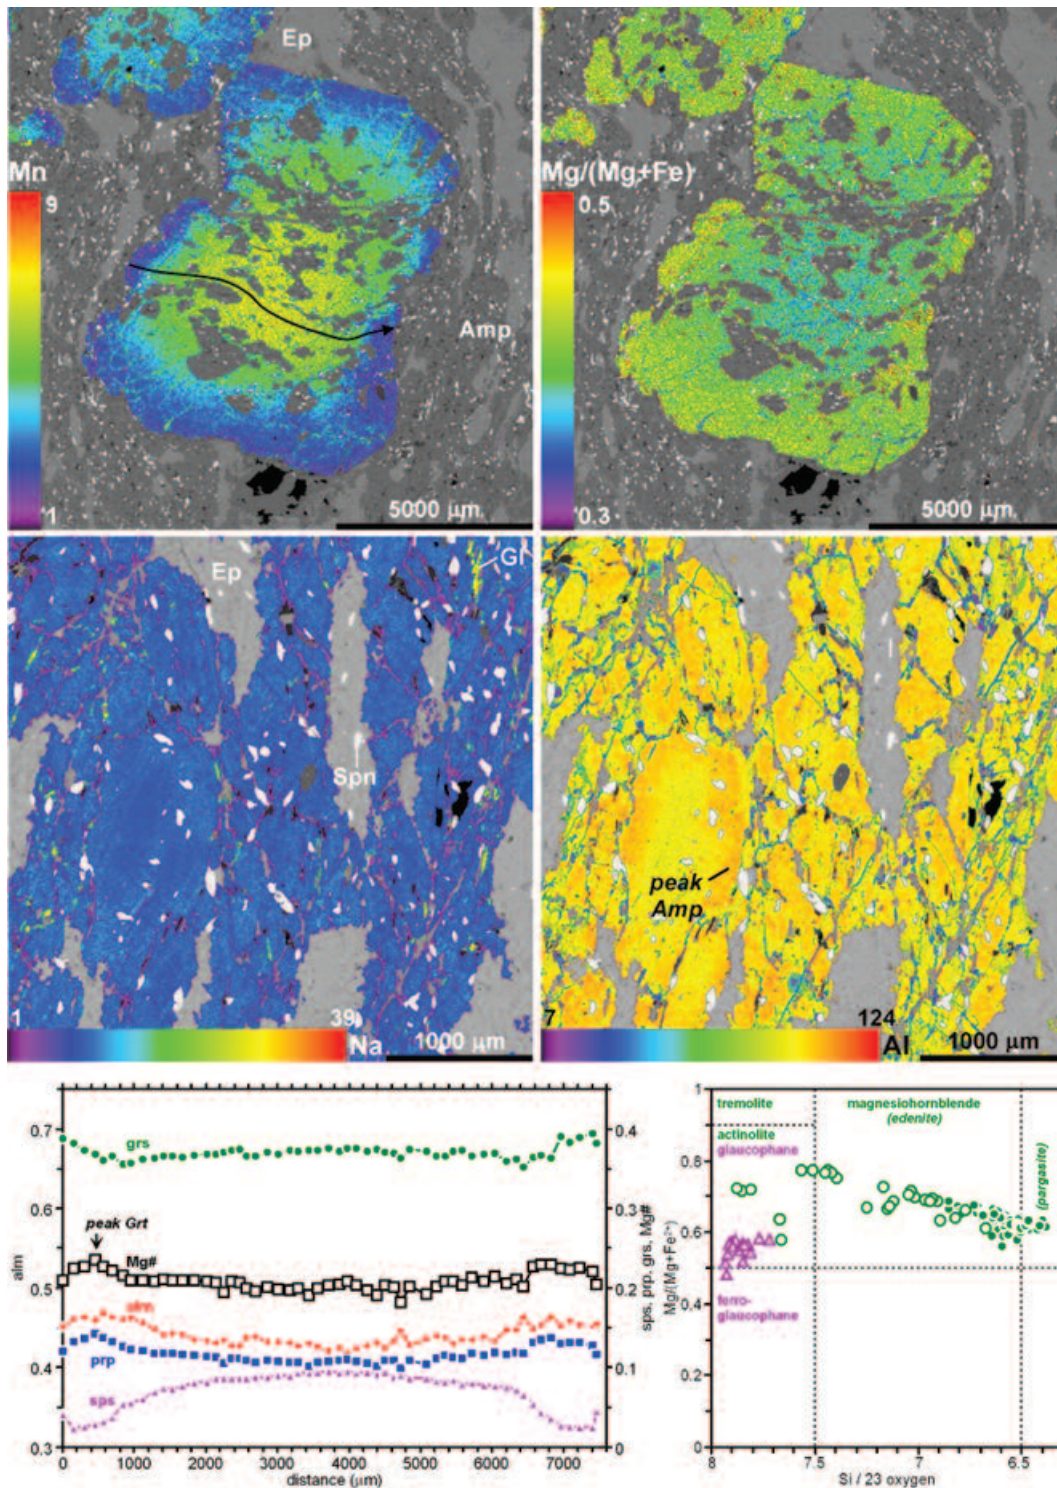 Ep
Mn
9
Amp
1
5000 μm
Mg/(Mg+Fe)
0.5
0.3
5000 μm
Ep
Gl
Spn
1
39
Na
1000 μm
peak
Amp
7
124
Al
1000 μm
0.7
0.6
0.5
0.4
0.3
alm
grs
peak Grt
Mg#
alm
prp
sps
0.4
0.3
0.2
0.1
0
sps, prp, grs, Mg#
0
1000
2000
3000
4000
5000
6000
7000
distance (μm)
1
0.8
0.6
0.4
0.2
0
Mg/(Mg+Fe²⁺)
tremolite
magnesiohornblende
(edenite)
actinolite
glaucophane
(pargasite)
ferro-
glaucophane
8
7.5
7
6.5
Si / 23 oxygen